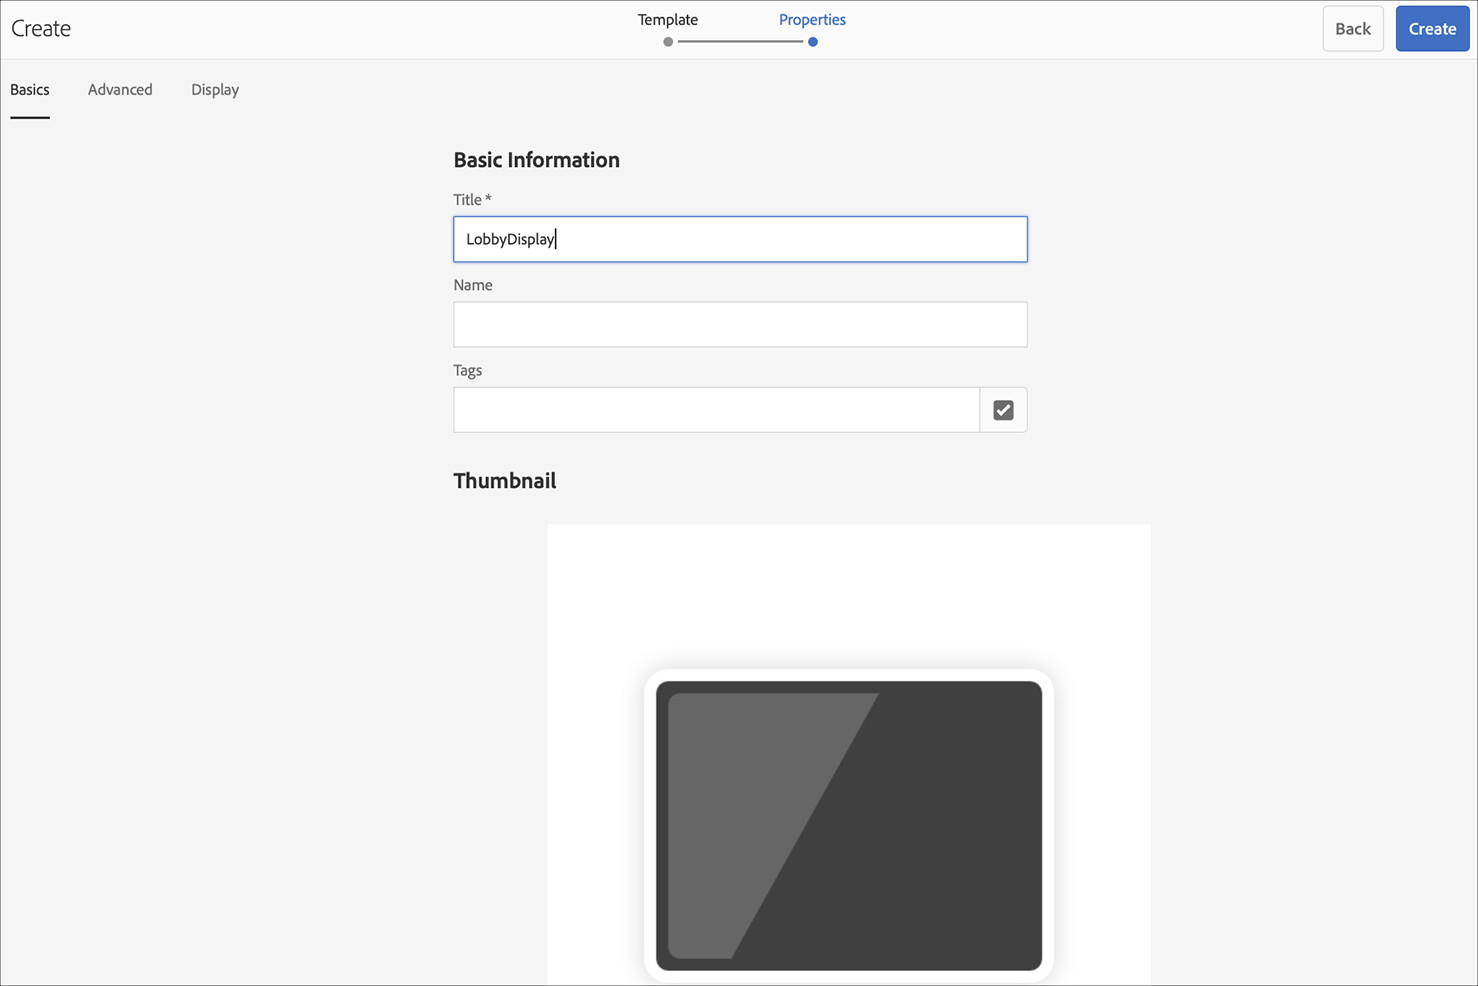 Create
Template
Properties
Back
Create
Basics
Advanced
Display
Basic Information
Title *
LobbyDisplay
Name
Tags
Thumbnail